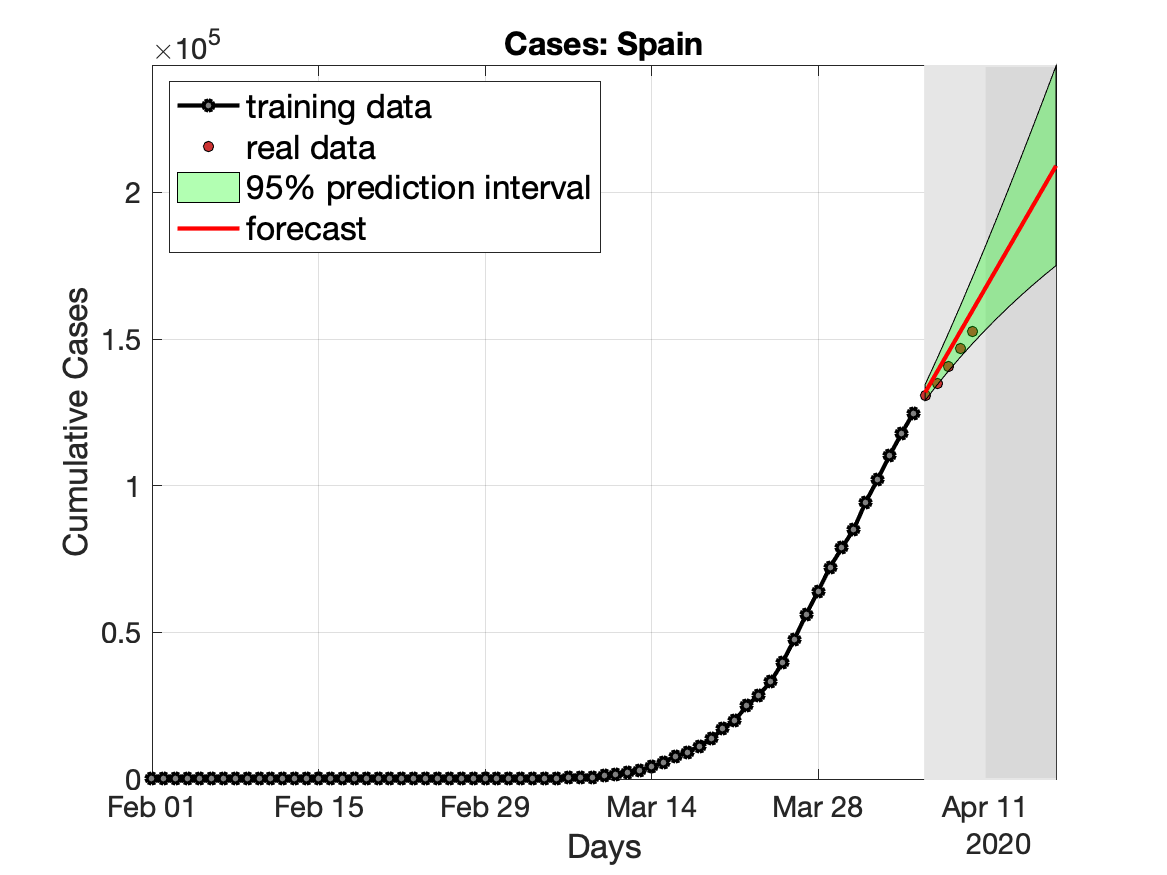 ×10⁵
Cases: Spain
training data
real data
95% prediction interval
forecast
2
1.5
1
0.5
0
Cumulative Cases
Feb 01 Feb 15 Feb 29 Mar 14 Mar 28 Apr 11
2020
Days